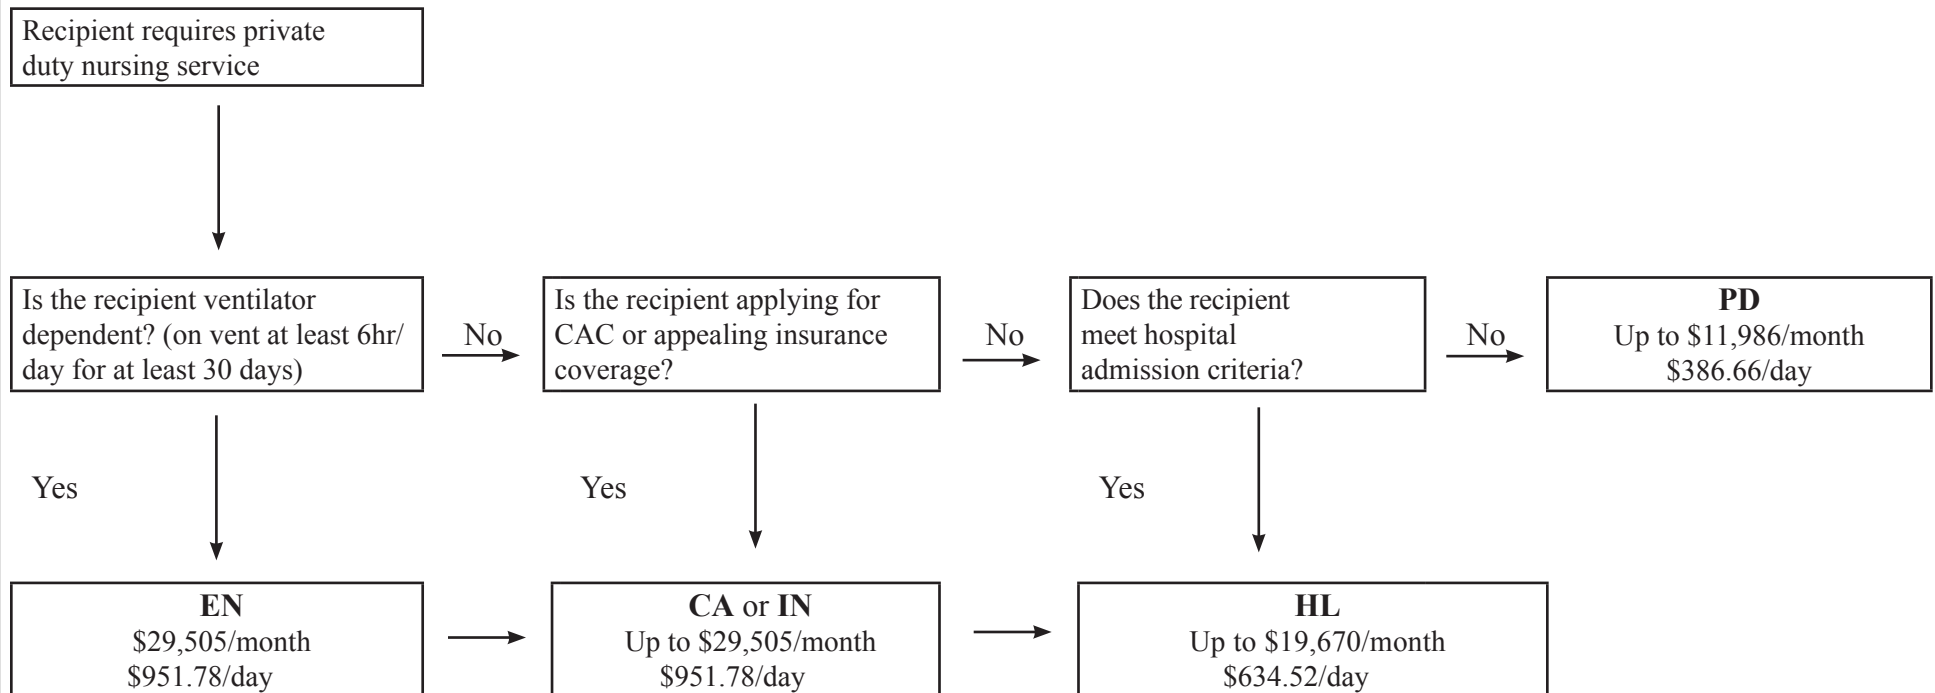 Recipient requires private
duty nursing service
Is the recipient ventilator
dependent? (on vent at least 6hr/
day for at least 30 days)
No
Is the recipient applying for
CAC or appealing insurance
coverage?
No
Does the recipient
meet hospital
admission criteria?
No
PD
Up to $11,986/month
$386.66/day
Yes
Yes
Yes
EN
$29,505/month
$951.78/day
CA or IN
Up to $29,505/month
$951.78/day
HL
Up to $19,670/month
$634.52/day